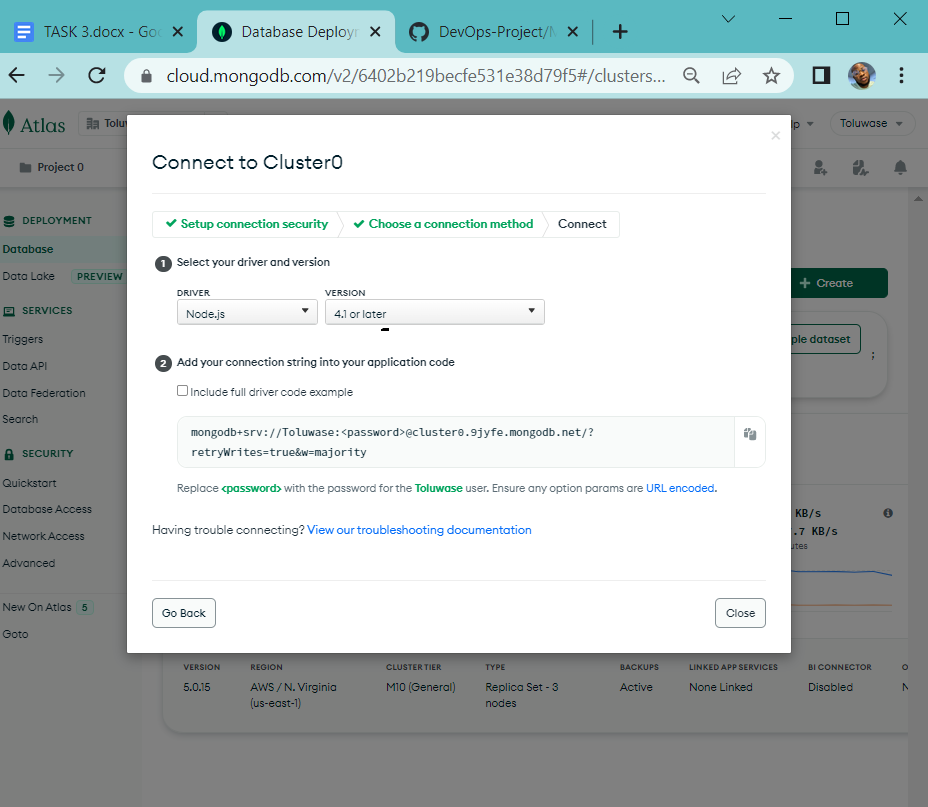 TASK 3.docx - Goo
Database Deploym
DevOps-Project/N
cloud.mongodb.com/v2/6402b219becfe531e38d79f5#/clusters...
Atlas
Toluwase
Project 0
DEPLOYMENT
Database
Data Lake PREVIEW
SERVICES
Triggers
Data API
Data Federation
Search
SECURITY
Quickstart
Database Access
Network Access
Advanced
New On Atlas 5
Goto
Connect to Cluster0
Setup connection security
Choose a connection method
Connect
1 Select your driver and version
DRIVER VERSION
Node.js 4.1 or later
2 Add your connection string into your application code
Include full driver code example
mongodb+srv://Toluwase:<password>@cluster0.9jyfe.mongodb.net/?
retryWrites=true&w=majority
Replace <password> with the password for the Toluwase user. Ensure any option params are URL encoded.
Having trouble connecting? View our troubleshooting documentation
Go Back
Close
+ Create
ple dataset
KB/s
.7 KB/s
utes
VERSION REGION CLUSTER TIER TYPE BACKUPS LINKED APP SERVICES BI CONNECTOR
5.0.15 AWS / N. Virginia (us-east-1) M10 (General) Replica Set - 3 nodes Active None Linked Disabled